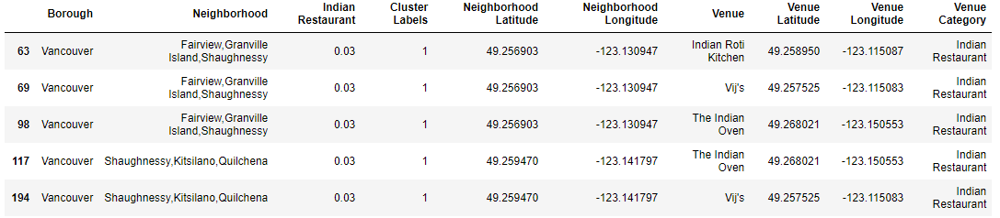 Borough Neighborhood Indian Restaurant Cluster Labels Neighborhood Latitude Neighborhood Longitude Venue Venue Latitude Venue Longitude Venue Category
63 Vancouver Fairview,Granville Island,Shaughnessy 0.03 1 49.256903 -123.130947 Indian Roti Kitchen 49.258950 -123.115087 Indian Restaurant
69 Vancouver Fairview,Granville Island,Shaughnessy 0.03 1 49.256903 -123.130947 Vij's 49.257525 -123.115083 Indian Restaurant
98 Vancouver Fairview,Granville Island,Shaughnessy 0.03 1 49.256903 -123.130947 The Indian Oven 49.268021 -123.150553 Indian Restaurant
117 Vancouver Shaughnessy,Kitsilano,Quilchena 0.03 1 49.259470 -123.141797 The Indian Oven 49.268021 -123.150553 Indian Restaurant
194 Vancouver Shaughnessy,Kitsilano,Quilchena 0.03 1 49.259470 -123.141797 Vij's 49.257525 -123.115083 Indian Restaurant